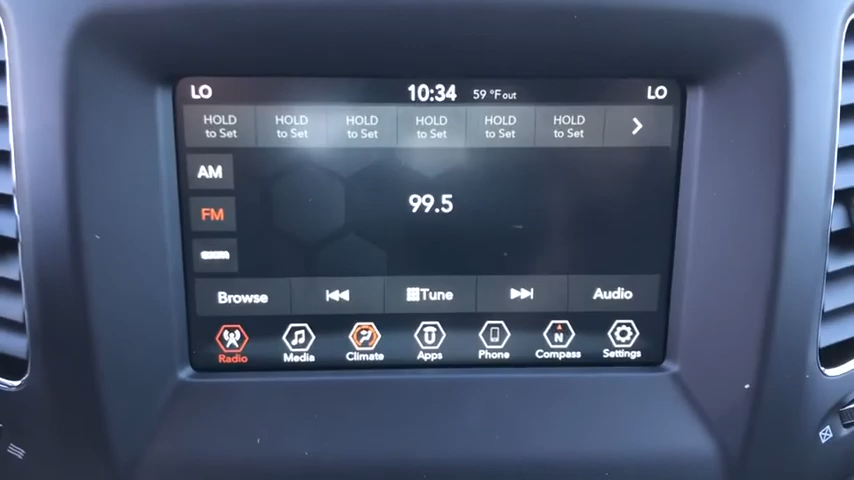 LO 10:34 59 °F out LO
HOLD to Set HOLD to Set HOLD to Set HOLD to Set HOLD to Set HOLD to Set
AM
99.5
FM
Browse Tune Audio
Radio Media Climate Apps Phone Compass Settings
N